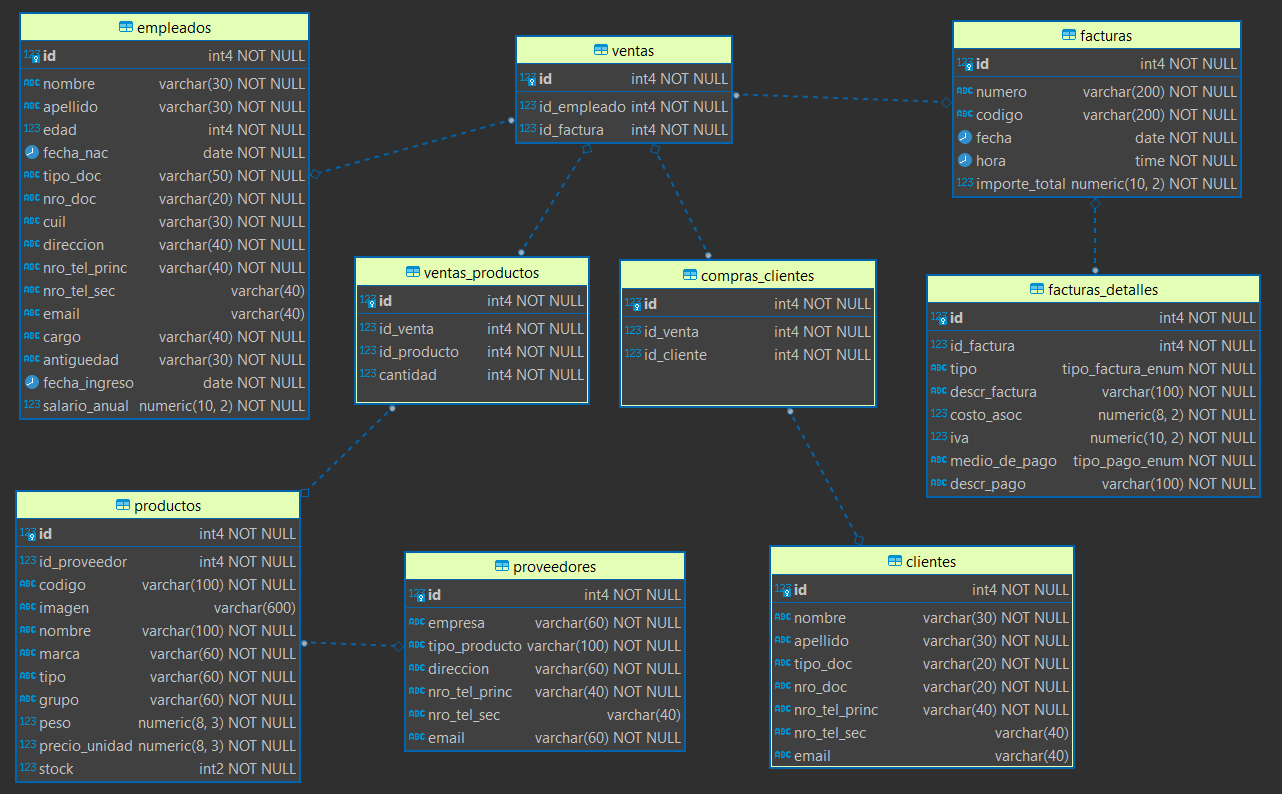 empleados
123 id int4 NOT NULL
ABC nombre varchar(30) NOT NULL
ABC apellido varchar(30) NOT NULL
123 edad int4 NOT NULL
fecha_nac date NOT NULL
ABC tipo_doc varchar(50) NOT NULL
ABC nro_doc varchar(20) NOT NULL
ABC cuil varchar(30) NOT NULL
ABC direccion varchar(40) NOT NULL
ABC nro_tel_princ varchar(40) NOT NULL
ABC nro_tel_sec varchar(40)
ABC email varchar(40)
ABC cargo varchar(40) NOT NULL
ABC antiguedad varchar(30) NOT NULL
fecha_ingreso date NOT NULL
123 salario_anual numeric(10, 2) NOT NULL
ventas
123 id int4 NOT NULL
123 id_empleado int4 NOT NULL
123 id_factura int4 NOT NULL
facturas
123 id int4 NOT NULL
ABC numero varchar(200) NOT NULL
ABC codigo varchar(200) NOT NULL
fecha date NOT NULL
hora time NOT NULL
123 importe_total numeric(10, 2) NOT NULL
ventas_productos
123 id int4 NOT NULL
123 id_venta int4 NOT NULL
123 id_producto int4 NOT NULL
123 cantidad int4 NOT NULL
compras_clientes
123 id int4 NOT NULL
123 id_venta int4 NOT NULL
123 id_cliente int4 NOT NULL
facturas_detalles
123 id int4 NOT NULL
123 id_factura int4 NOT NULL
ABC tipo tipo_factura_enum NOT NULL
ABC descr_factura varchar(100) NOT NULL
123 costo_asoc numeric(8, 2) NOT NULL
123 iva numeric(10, 2) NOT NULL
ABC medio_de_pago tipo_pago_enum NOT NULL
ABC descr_pago varchar(100) NOT NULL
productos
123 id int4 NOT NULL
123 id_proveedor int4 NOT NULL
ABC codigo varchar(100) NOT NULL
ABC imagen varchar(600)
ABC nombre varchar(100) NOT NULL
ABC marca varchar(60) NOT NULL
ABC tipo varchar(60) NOT NULL
ABC grupo varchar(60) NOT NULL
123 peso numeric(8, 3) NOT NULL
123 precio_unidad numeric(8, 3) NOT NULL
123 stock int2 NOT NULL
proveedores
123 id int4 NOT NULL
ABC empresa varchar(60) NOT NULL
ABC tipo_producto varchar(100) NOT NULL
ABC direccion varchar(60) NOT NULL
ABC nro_tel_princ varchar(40) NOT NULL
ABC nro_tel_sec varchar(40)
ABC email varchar(60) NOT NULL
clientes
123 id int4 NOT NULL
ABC nombre varchar(30) NOT NULL
ABC apellido varchar(30) NOT NULL
ABC tipo_doc varchar(20) NOT NULL
ABC nro_doc varchar(20) NOT NULL
ABC nro_tel_princ varchar(40) NOT NULL
ABC nro_tel_sec varchar(40)
ABC email varchar(40)